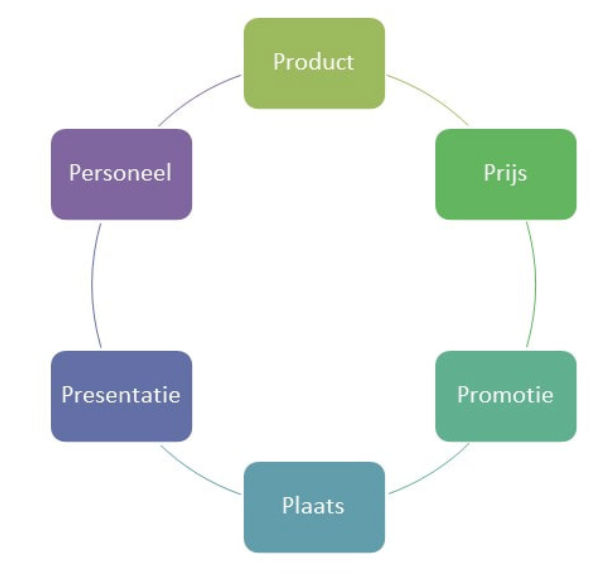 Product
Prijs
Promotie
Plaats
Presentatie
Personeel